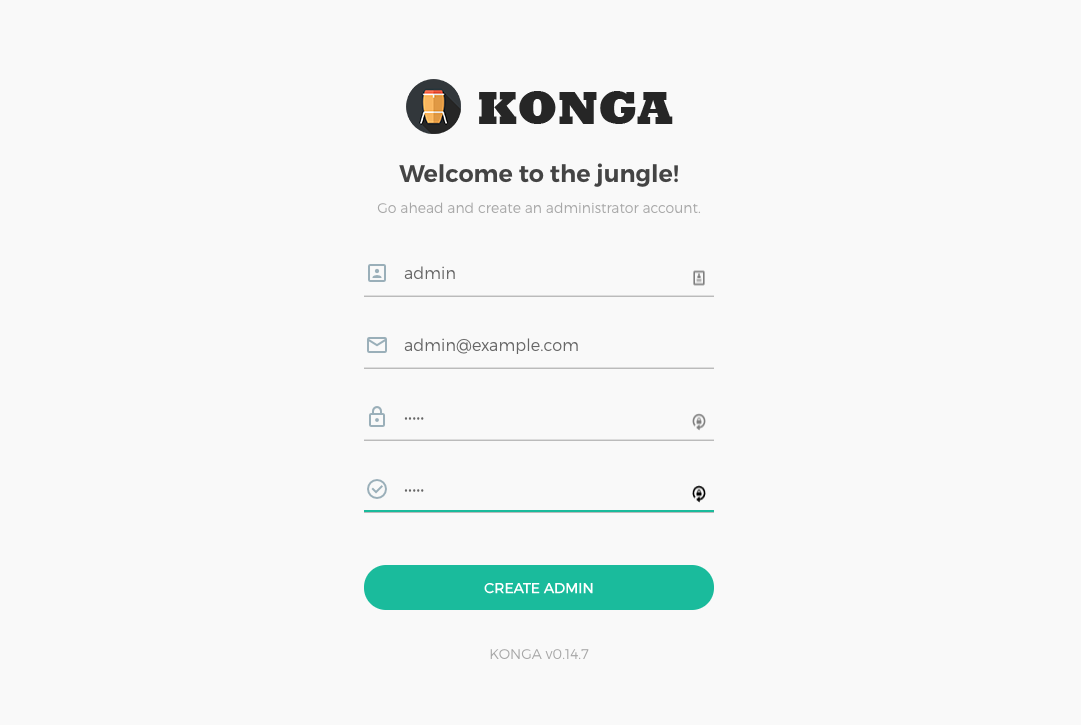 KONGA
Welcome to the jungle!
Go ahead and create an administrator account.
admin
admin@example.com
•••••
•••••
CREATE ADMIN
KONGA v0.14.7